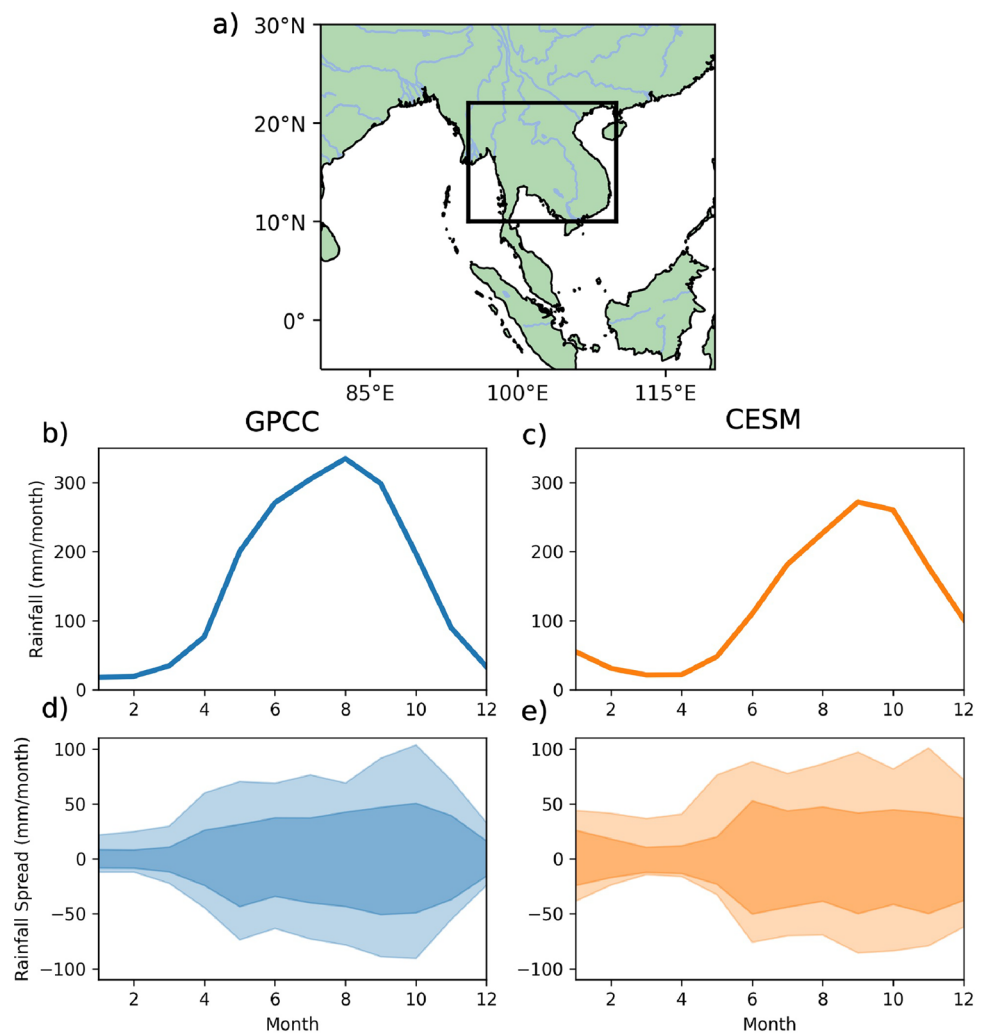 a)
30°N
20°N
10°N
0°
85°E 100°E 115°E
b) GPCC
c) CESM
Rainfall (mm/month)
300
200
100
0
2 4 6 8 10 12
300
200
100
0
2 4 6 8 10 12
d)
e)
Rainfall Spread (mm/month)
100
50
0
−50
−100
2 4 6 8 10 12
Month
100
50
0
−50
−100
2 4 6 8 10 12
Month